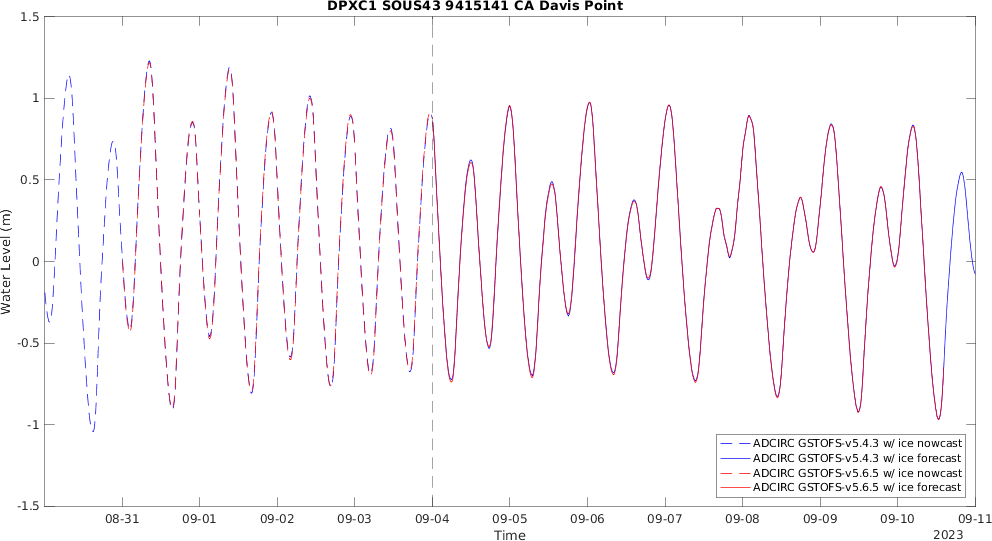 DPXC1 SOUS43 9415141 CA Davis Point
1.5
1
0.5
0
-0.5
-1
-1.5
Water Level (m)
08-31
09-01
09-02
09-03
09-04
09-05
09-06
09-07
09-08
09-09
09-10
09-11
Time
2023
ADCIRC GSTOFS-v5.4.3 w/ ice nowcast
ADCIRC GSTOFS-v5.4.3 w/ ice forecast
ADCIRC GSTOFS-v5.6.5 w/ ice nowcast
ADCIRC GSTOFS-v5.6.5 w/ ice forecast